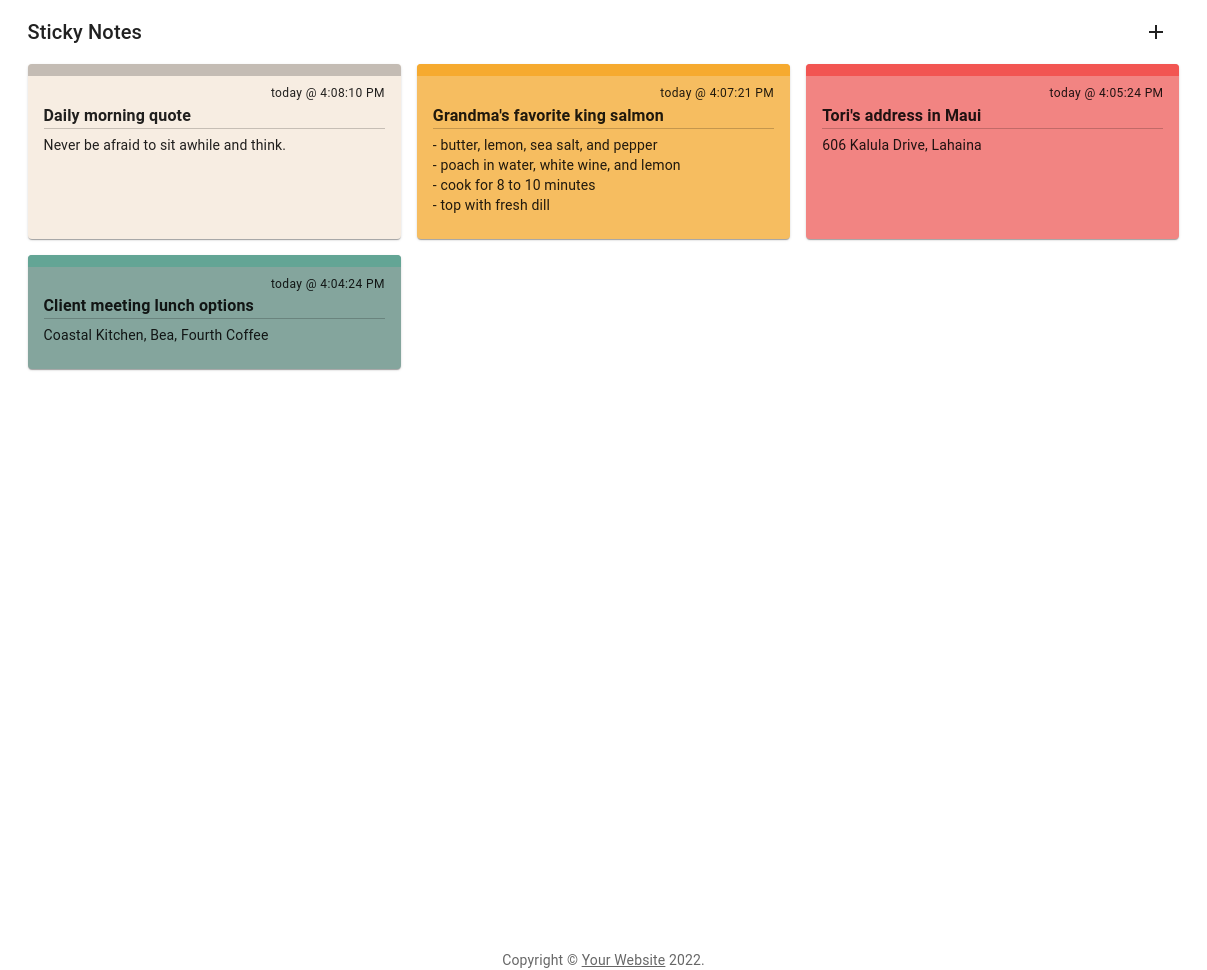 Sticky Notes
today @ 4:08:10 PM
Daily morning quote
Never be afraid to sit awhile and think.
today @ 4:07:21 PM
Grandma's favorite king salmon
- butter, lemon, sea salt, and pepper
- poach in water, white wine, and lemon
- cook for 8 to 10 minutes
- top with fresh dill
today @ 4:05:24 PM
Tori's address in Maui
606 Kalula Drive, Lahaina
today @ 4:04:24 PM
Client meeting lunch options
Coastal Kitchen, Bea, Fourth Coffee
Copyright © Your Website 2022.